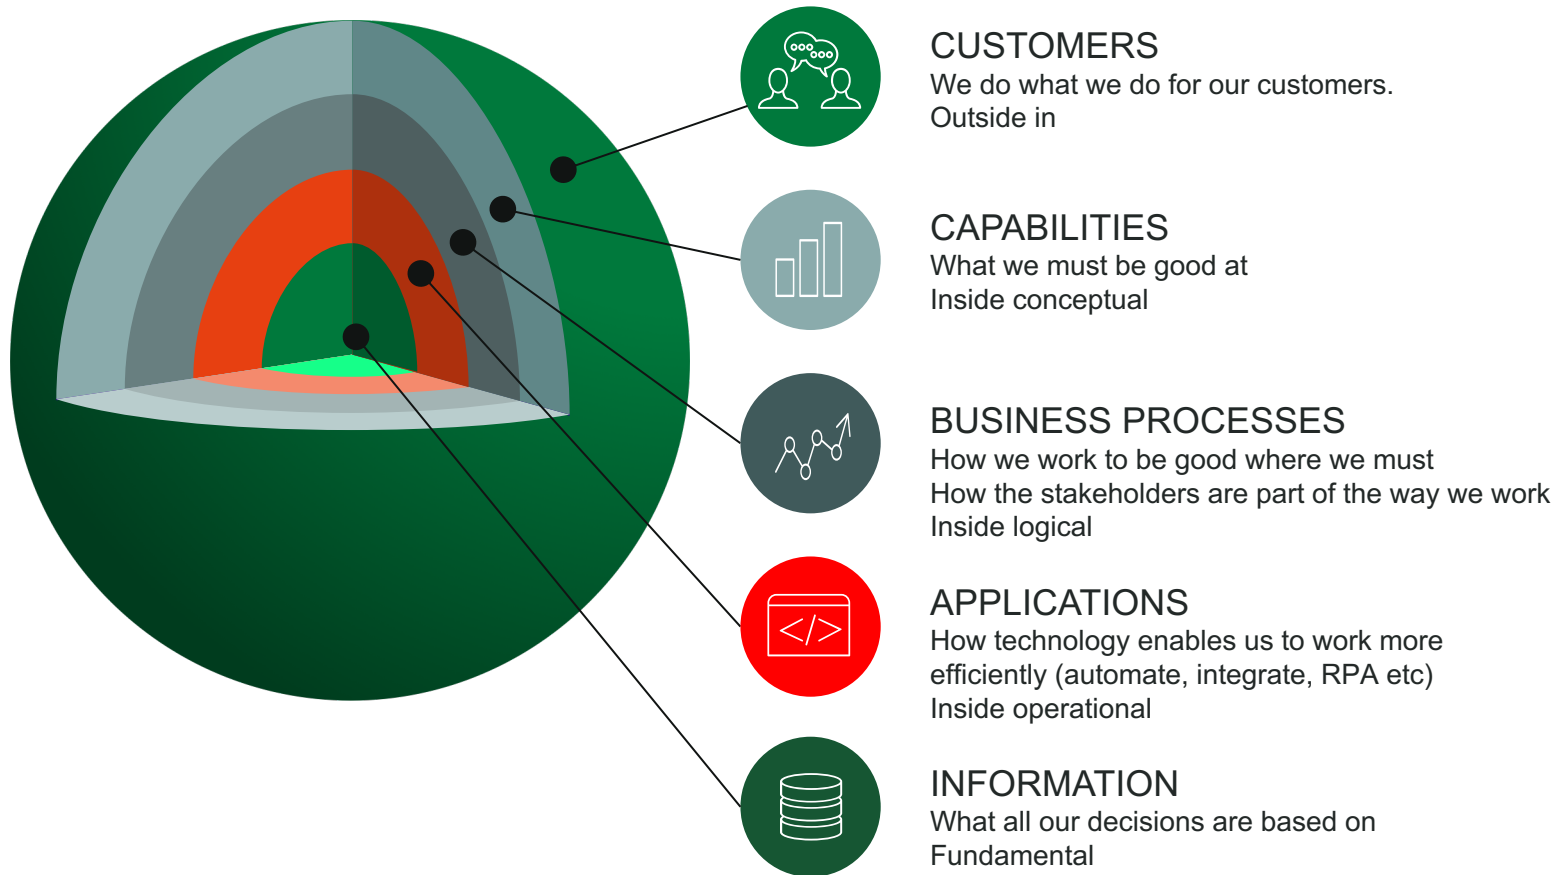 CUSTOMERS
We do what we do for our customers.
Outside in
CAPABILITIES
What we must be good at
Inside conceptual
BUSINESS PROCESSES
How we work to be good where we must
How the stakeholders are part of the way we work
Inside logical
</>
APPLICATIONS
How technology enables us to work more
efficiently (automate, integrate, RPA etc)
Inside operational
INFORMATION
What all our decisions are based on
Fundamental